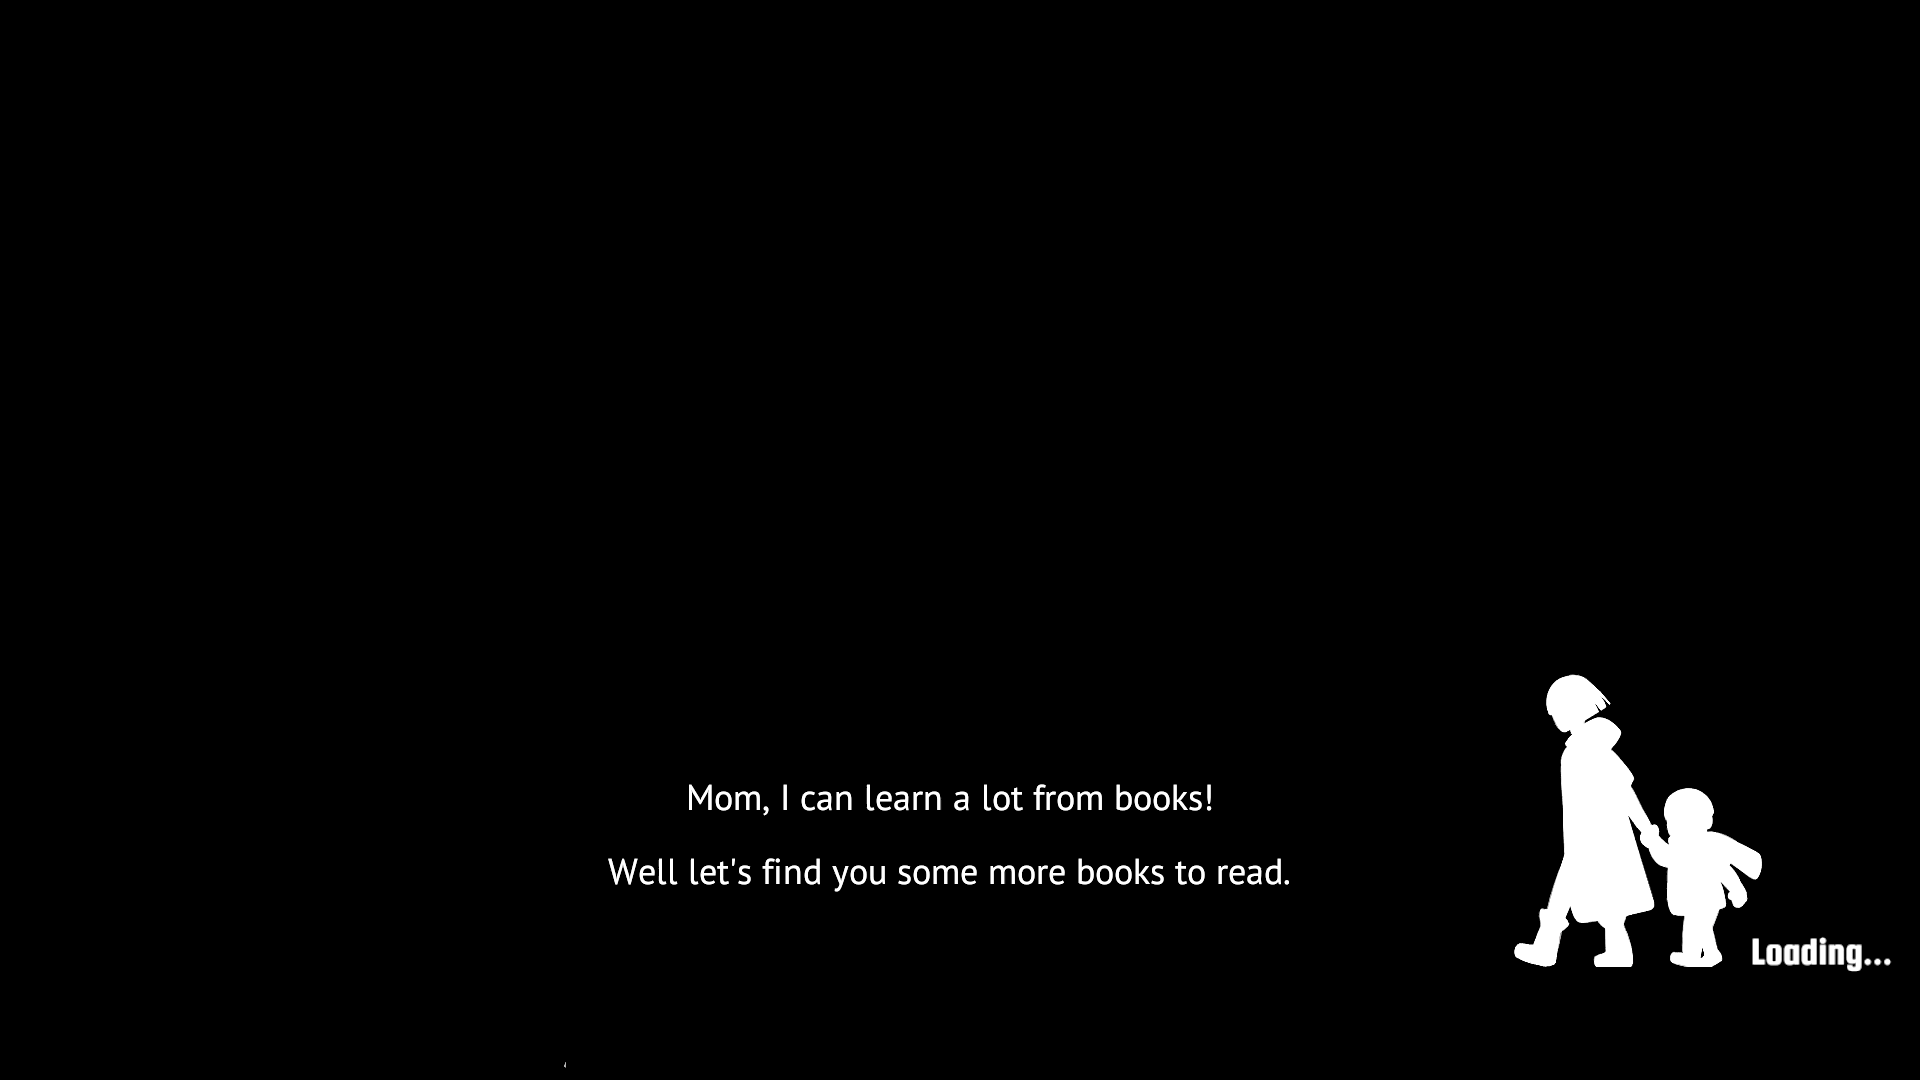 Mom, I can learn a lot from books!
Well let's find you some more books to read.
Loading...